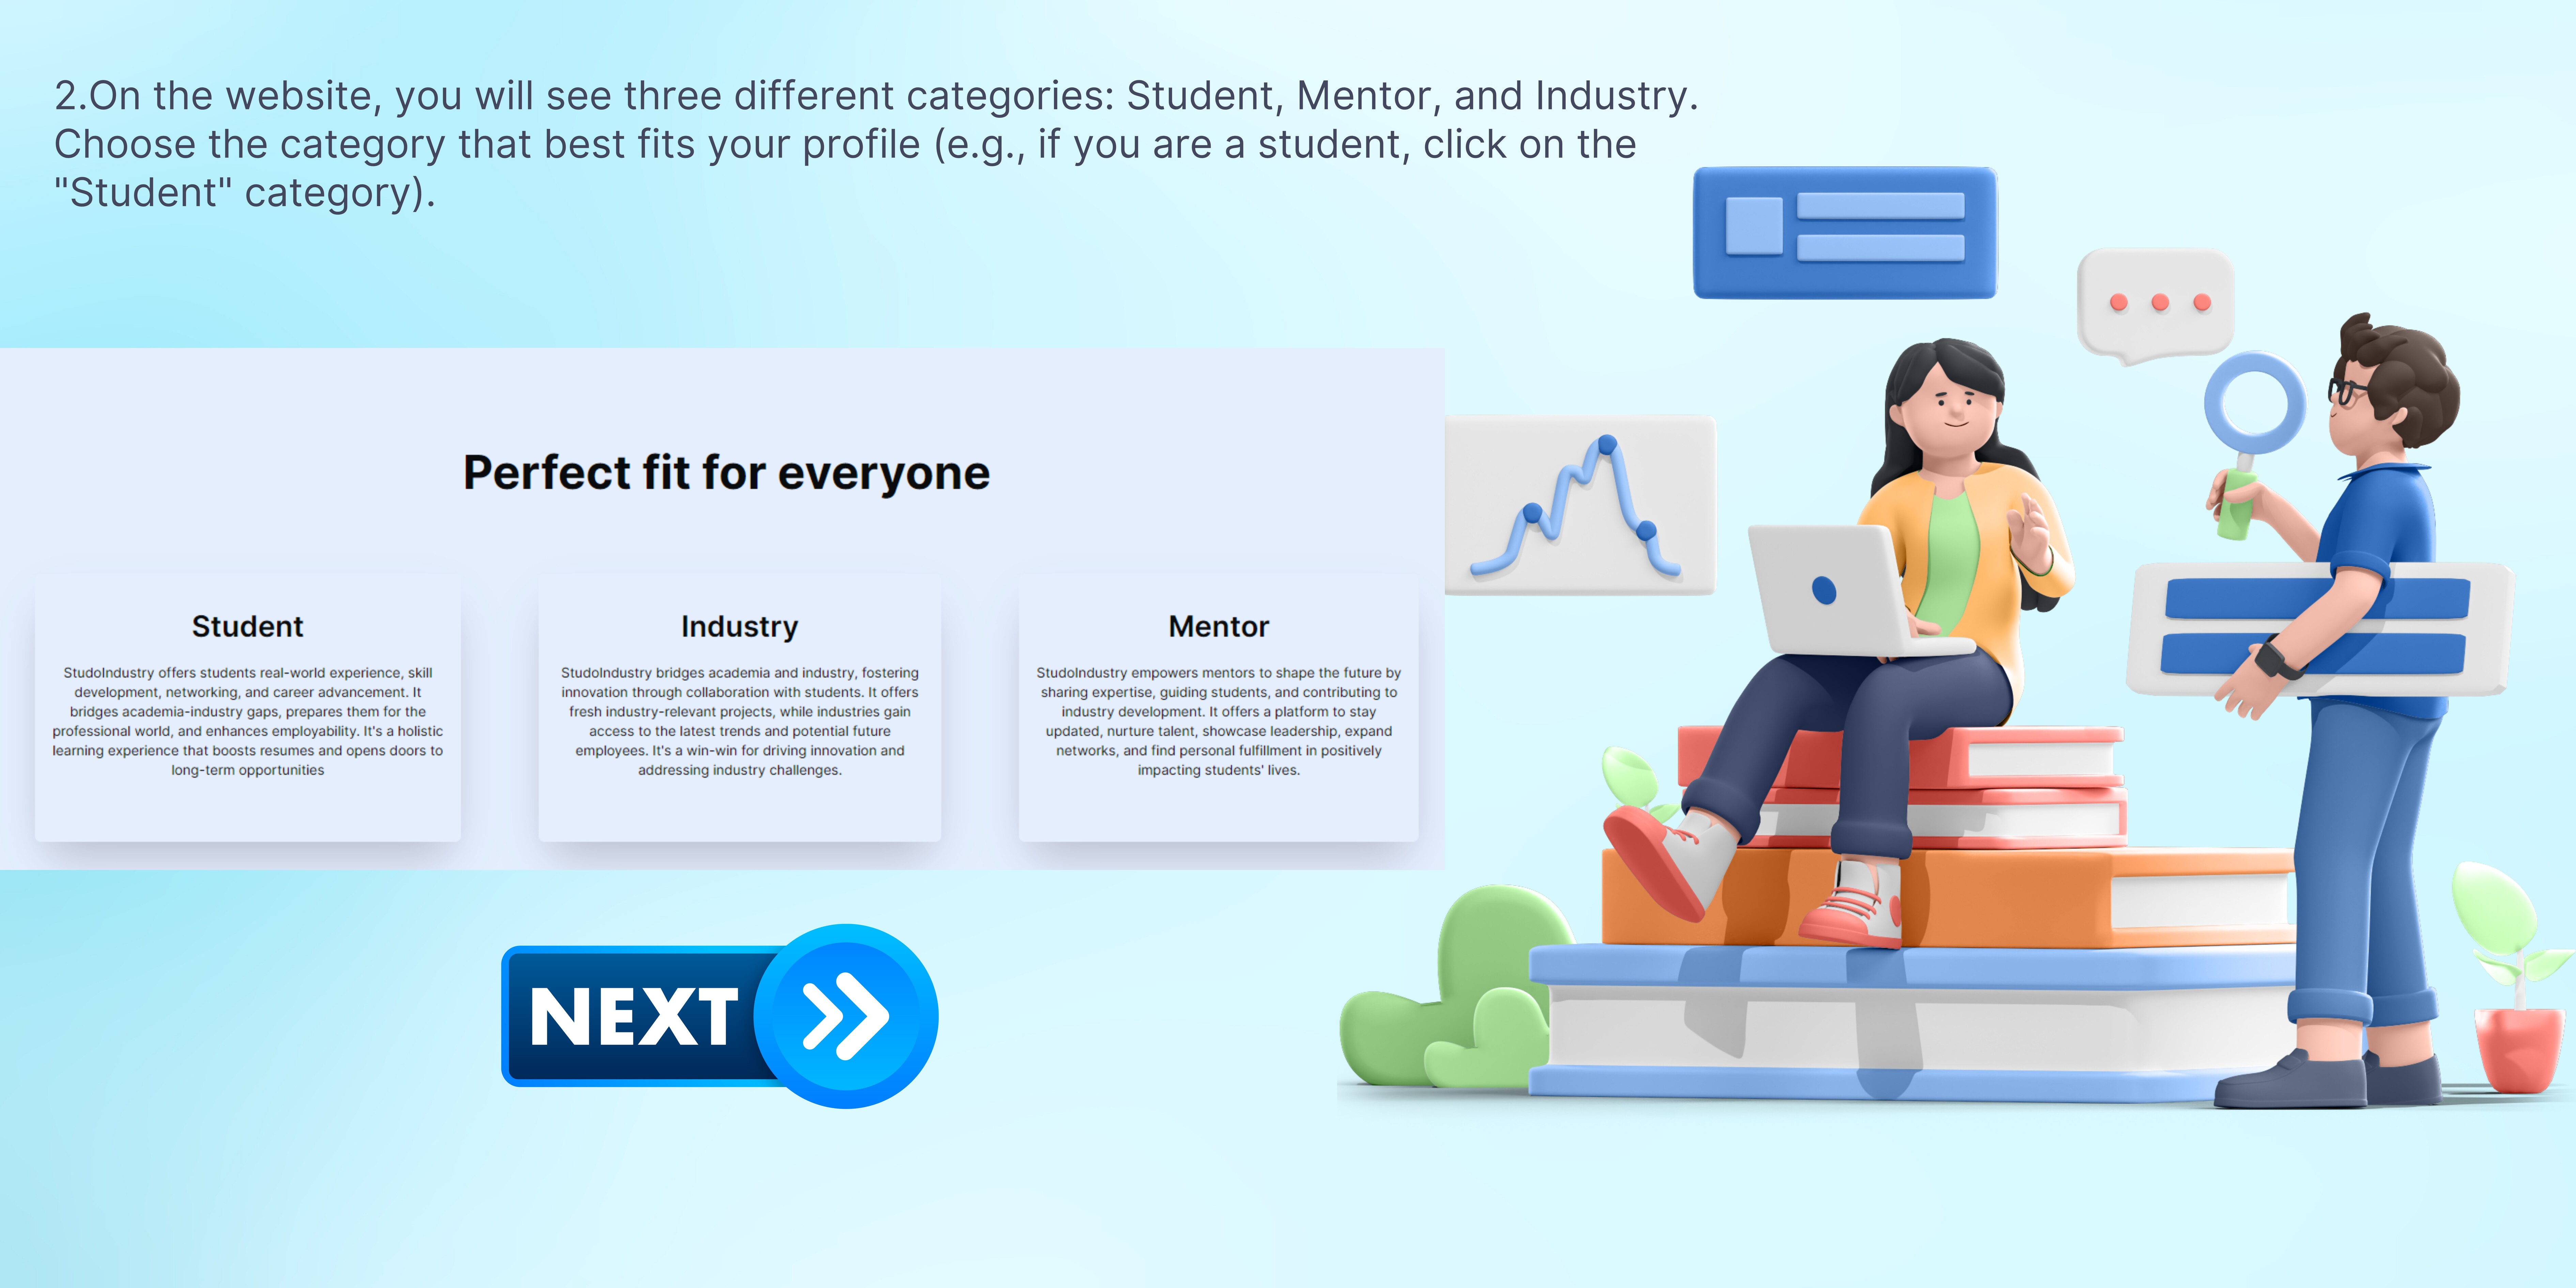 2.On the website, you will see three different categories: Student, Mentor, and Industry.
Choose the category that best fits your profile (e.g., if you are a student, click on the
"Student" category).
Perfect fit for everyone
Student
StudoIndustry offers students real-world experience, skill
development, networking, and career advancement. It
bridges academia-industry gaps, prepares them for the
professional world, and enhances employability. It's a holistic
learning experience that boosts resumes and opens doors to
long-term opportunities
Industry
StudoIndustry bridges academia and industry, fostering
innovation through collaboration with students. It offers
fresh industry-relevant projects, while industries gain
access to the latest trends and potential future
employees. It's a win-win for driving innovation and
addressing industry challenges.
Mentor
StudoIndustry empowers mentors to shape the future by
sharing expertise, guiding students, and contributing to
industry development. It offers a platform to stay
updated, nurture talent, showcase leadership, expand
networks, and find personal fulfillment in positively
impacting students' lives.
NEXT